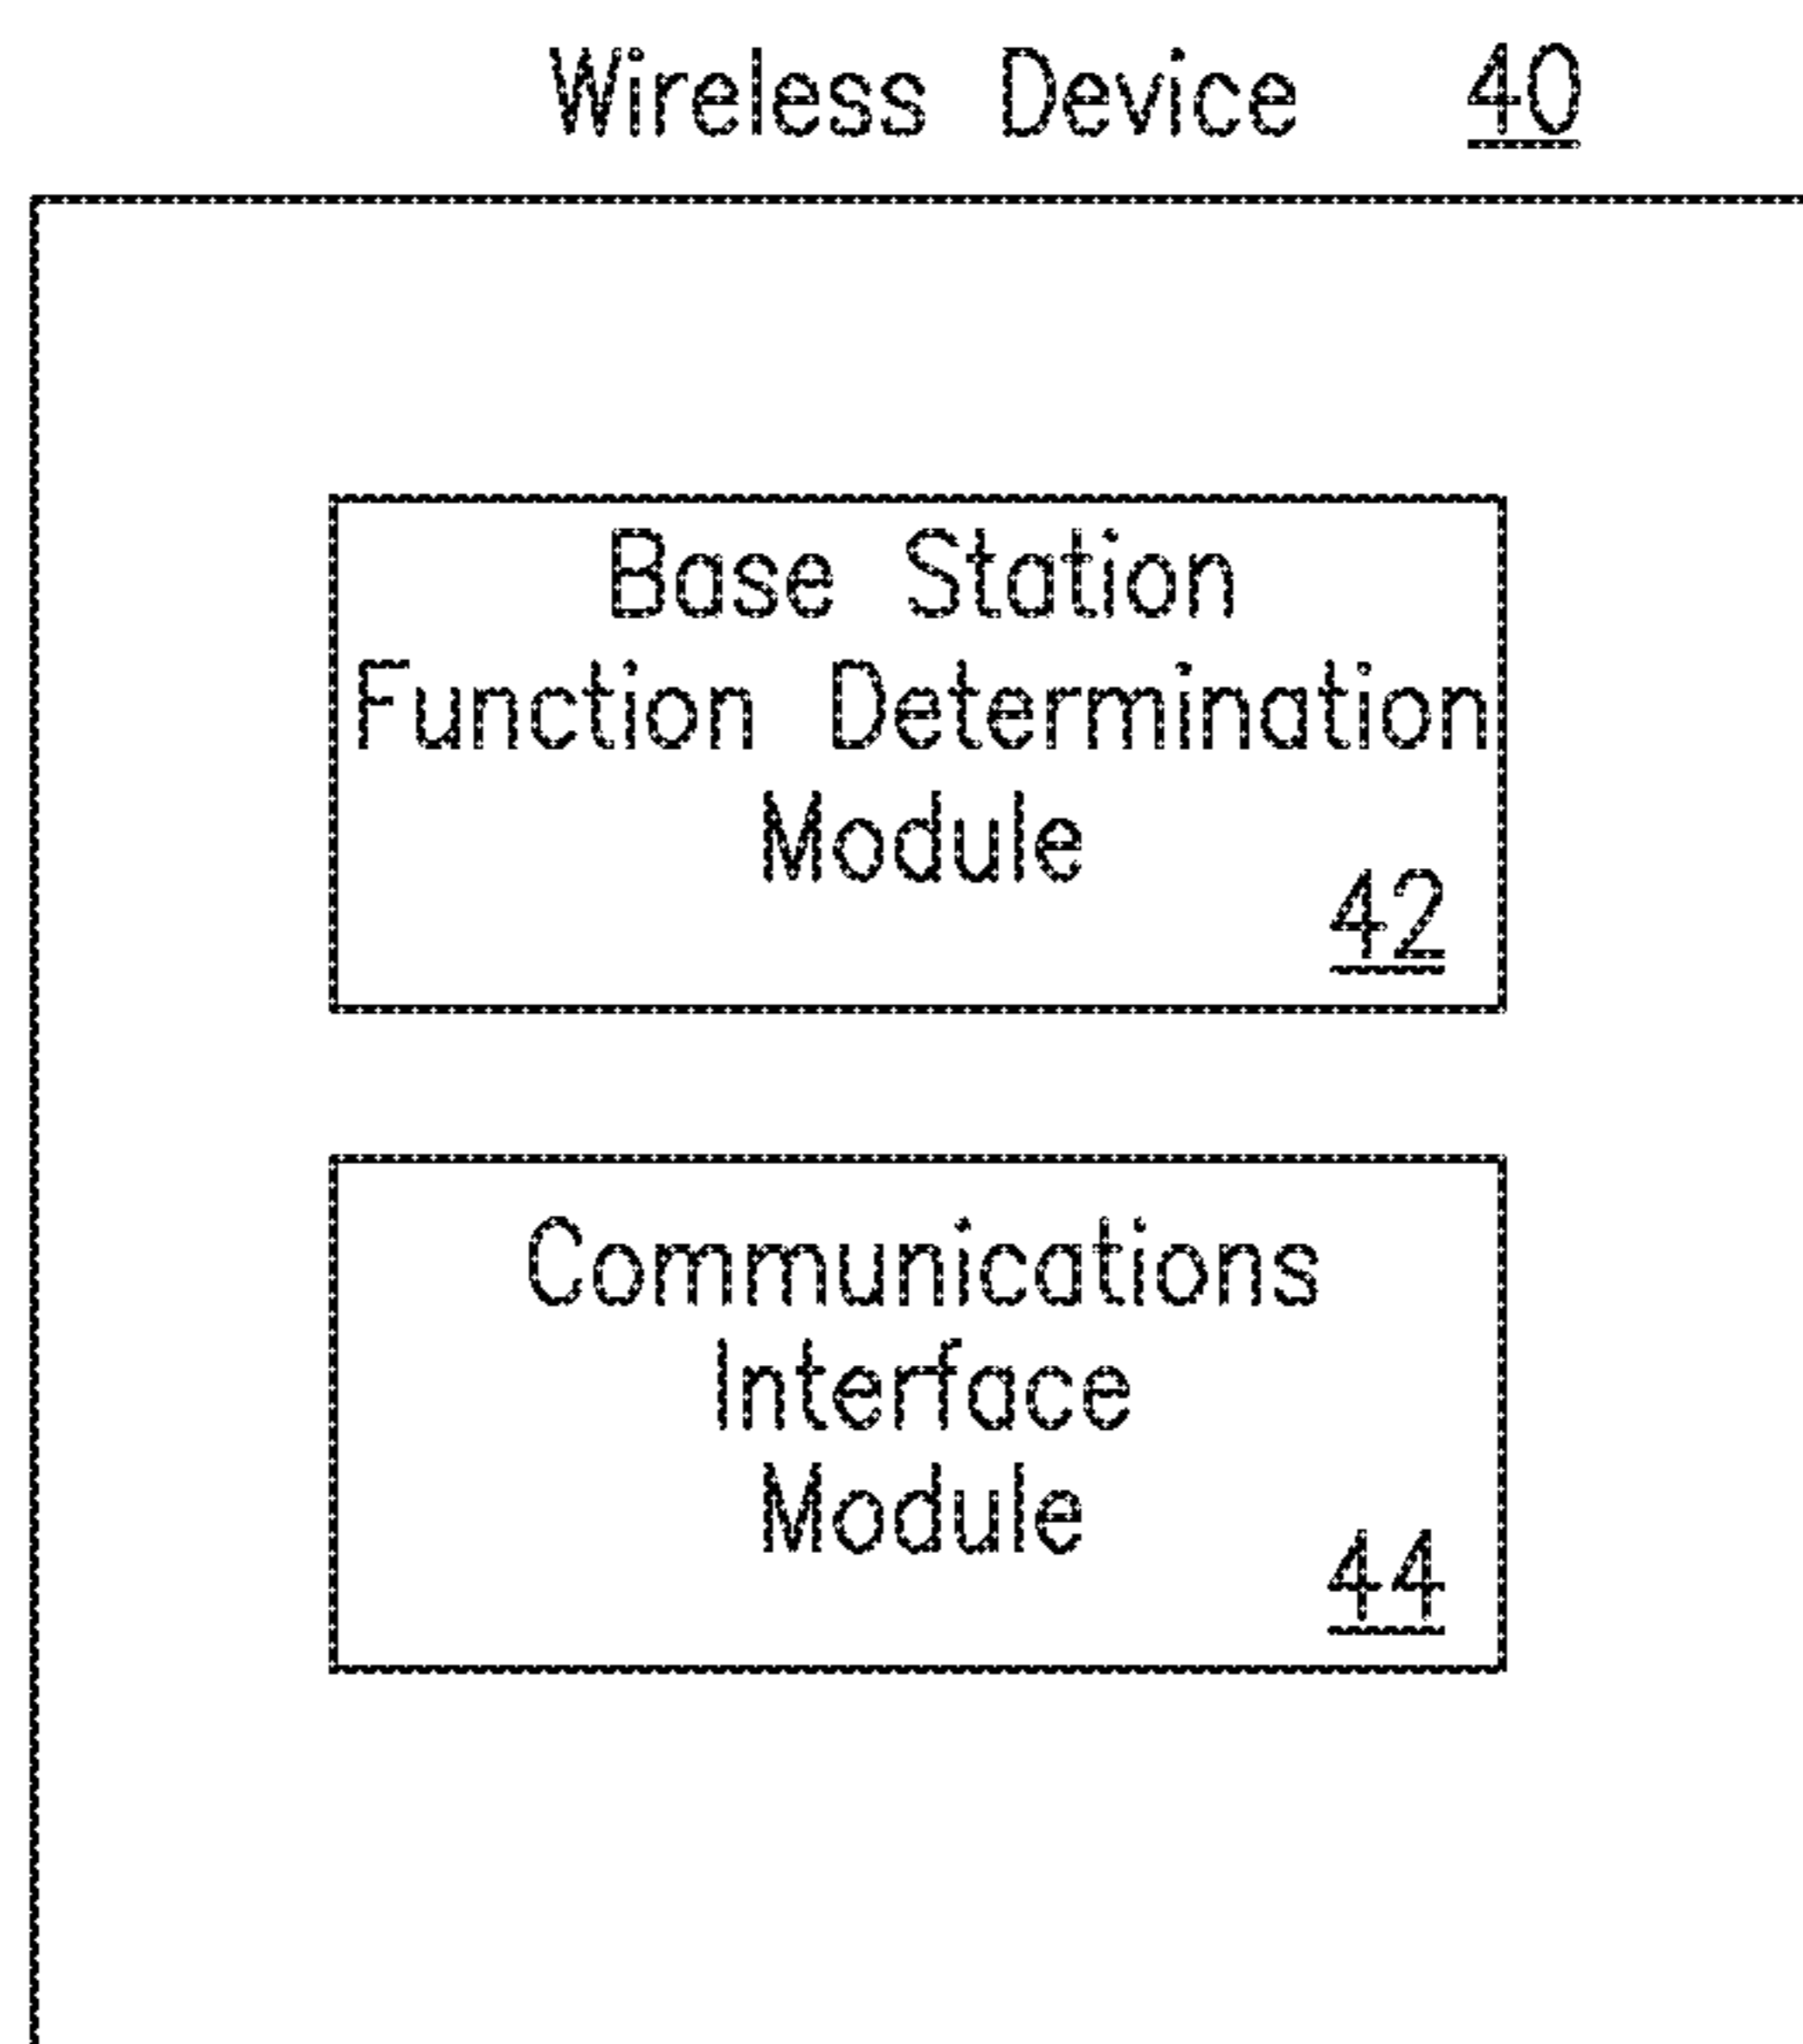 Wireless Device 40
Base Station
Function Determination
Module
42
Communications
Interface
Module
44